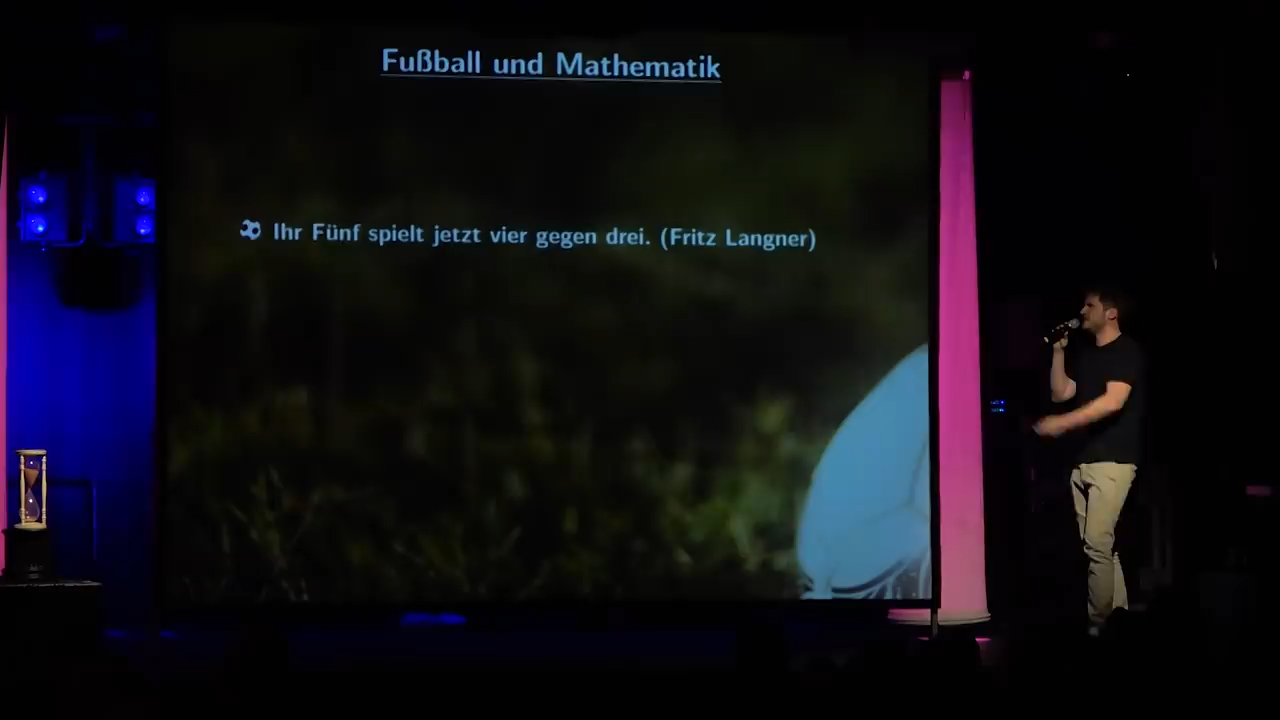 Fußball und Mathematik
Ihr Fünf spielt jetzt vier gegen drei. (Fritz Langner)